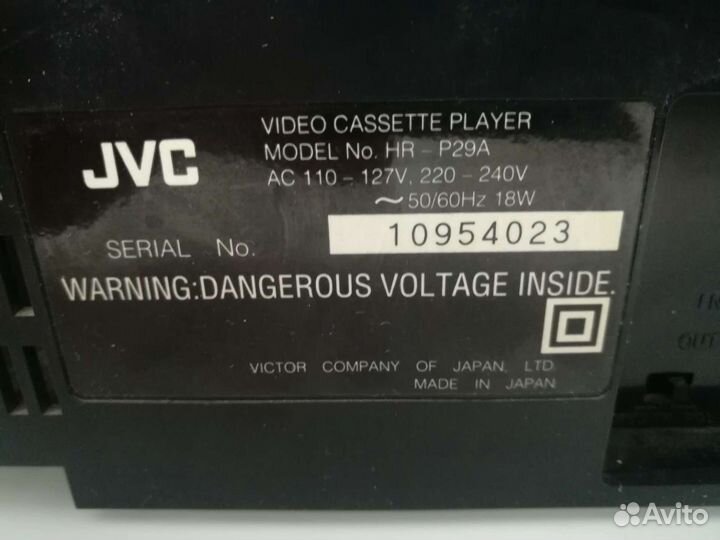 JVC
VIDEO CASSETTE PLAYER
MODEL No. HR - P29A
AC 110 - 127V, 220 - 240V
~ 50/60Hz 18W
SERIAL No. 10954023
WARNING:DANGEROUS VOLTAGE INSIDE.
VICTOR COMPANY OF JAPAN, LTD.
MADE IN JAPAN
OUT
Avito